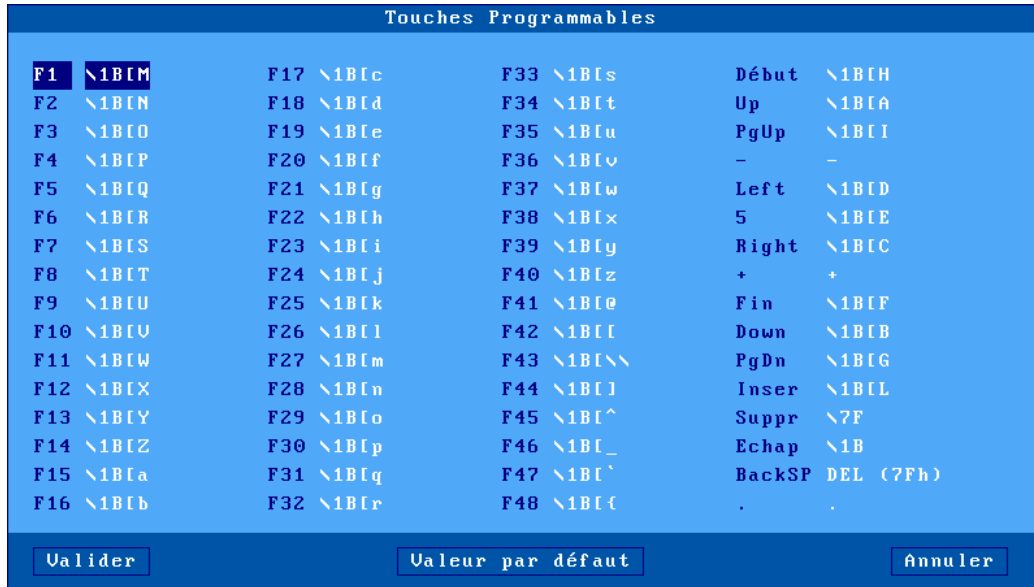 Touches Programmables
F1 \1B[M F17 \1B[c F33 \1B[s Début \1B[H
F2 \1B[N F18 \1B[d F34 \1B[t Up \1B[A
F3 \1B[O F19 \1B[e F35 \1B[u PgUp \1B[I
F4 \1B[P F20 \1B[f F36 \1B[v - -
F5 \1B[Q F21 \1B[g F37 \1B[w Left \1B[D
F6 \1B[R F22 \1B[h F38 \1B[x 5 \1B[E
F7 \1B[S F23 \1B[i F39 \1B[y Right \1B[C
F8 \1B[T F24 \1B[j F40 \1B[z + +
F9 \1B[U F25 \1B[k F41 \1B[@ Fin \1B[F
F10 \1B[V F26 \1B[l F42 \1B[[ Down \1B[B
F11 \1B[W F27 \1B[m F43 \1B[\\ PgDn \1B[G
F12 \1B[X F28 \1B[n F44 \1B[] Inser \1B[L
F13 \1B[Y F29 \1B[o F45 \1B[^ Suppr \7F
F14 \1B[Z F30 \1B[p F46 \1B[_ Echap \1B
F15 \1B[a F31 \1B[q F47 \1B[` BackSP DEL (7Fh)
F16 \1B[b F32 \1B[r F48 \1B[{ . .
Valider Valeur par défaut Annuler